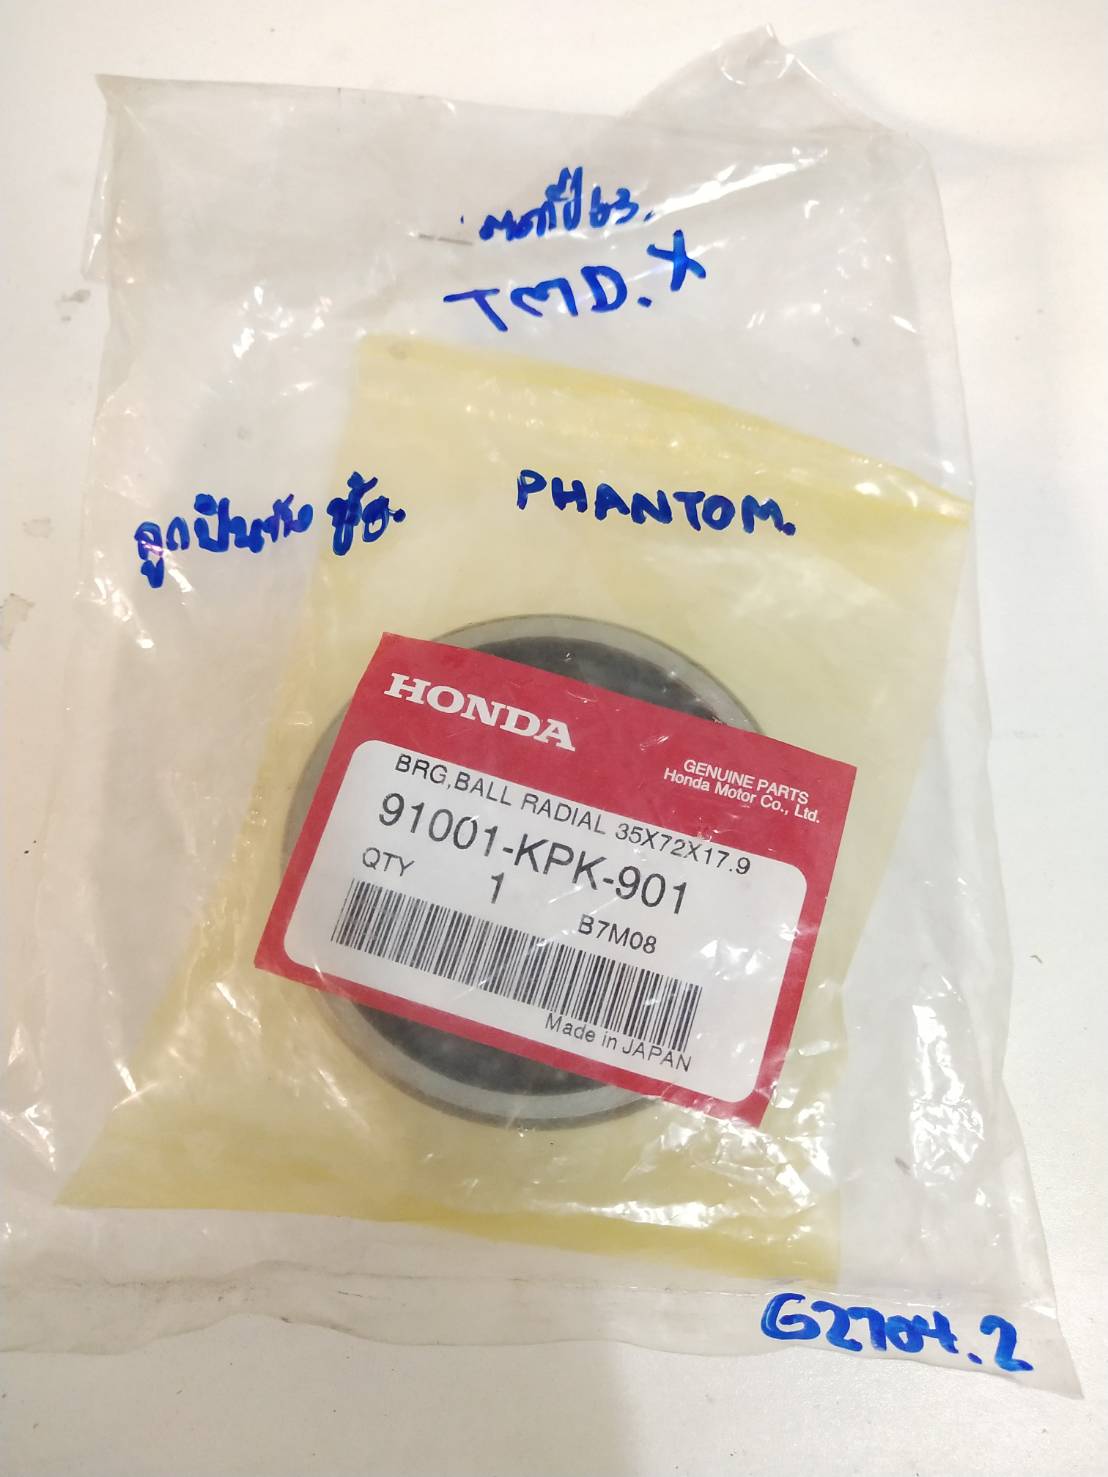 TMD.X
PHANTOM.
HONDA
GENUINE PARTS
Honda Motor Co., Ltd.
BRG,BALL RADIAL 35X72X17.9
91001-KPK-901
QTY 1 B7M08
Made in JAPAN
G2704.2